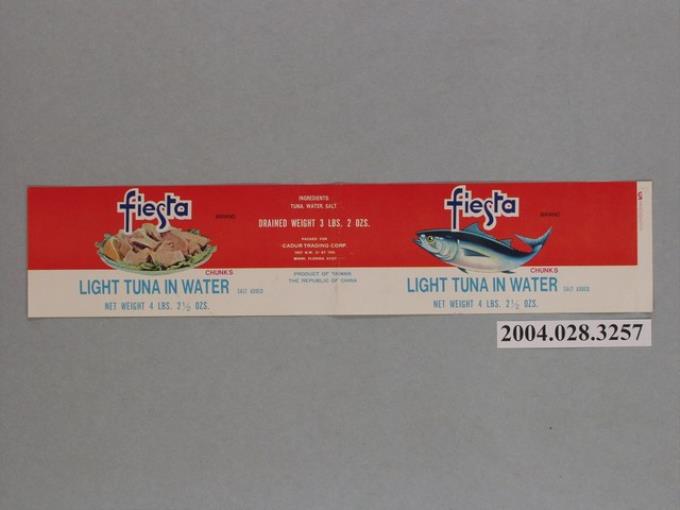 fiesta
BRAND
CHUNKS
LIGHT TUNA IN WATER
SALT ADDED
NET WEIGHT 4 LBS. 2½ OZS.
INGREDIENTS:
TUNA, WATER, SALT.
DRAINED WEIGHT 3 LBS. 2 OZS.
PACKED FOR
CADUR TRADING CORP.
MIAMI, FLORIDA
PRODUCT OF TAIWAN
THE REPUBLIC OF CHINA
fiesta
BRAND
CHUNKS
LIGHT TUNA IN WATER
SALT ADDED
NET WEIGHT 4 LBS. 2½ OZS.
2004.028.3257